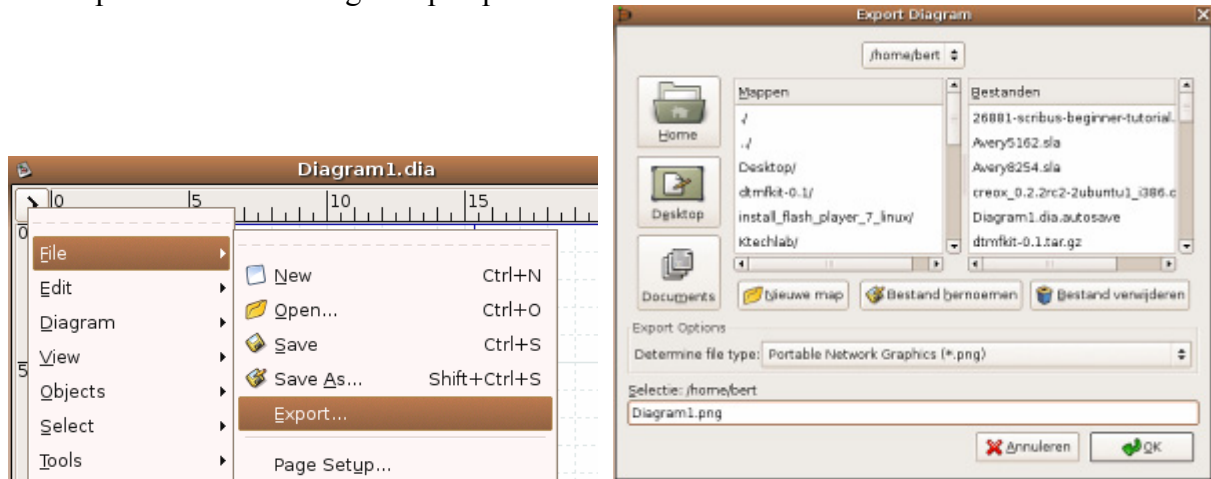 Diagram1.dia
0 5 10 15
0
File
Edit
Diagram
View
5
Objects
Select
Tools
New Ctrl+N
Open... Ctrl+O
Save Ctrl+S
Save As... Shift+Ctrl+S
Export...
Page Setup...
Export Diagram
/home/bert
Home
Desktop
Documents
Mappen
./
../
Desktop/
dtmfkit-0.1/
install_flash_player_7_linux/
Ktechlab/
Bestanden
26881-scribus-beginner-tutorial.
Avery5162.sla
Avery8254.sla
creox_0.2.2rc2-2ubuntu1_i386.d
Diagram1.dia.autosave
dtmfkit-0.1.tar.gz
Nieuwe map Bestand hernoemen Bestand verwijderen
Export Options
Determine file type: Portable Network Graphics (*.png)
Selectie: /home/bert
Diagram1.png
Annuleren OK